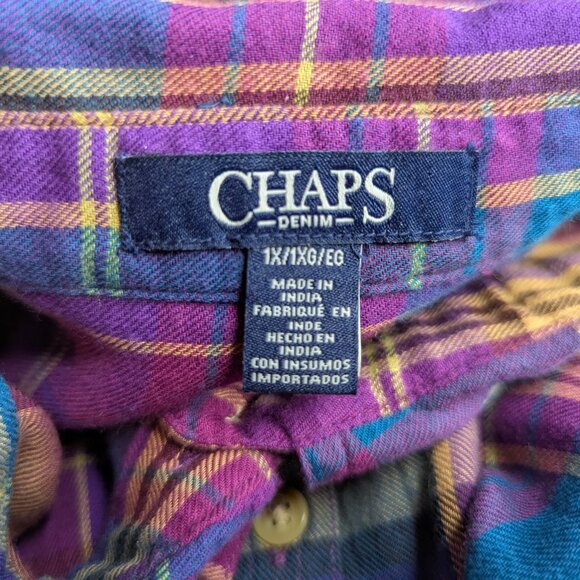 CHAPS
DENIM
1X/1XG/EG
MADE IN
INDIA
FABRIQUÉ EN
INDE
HECHO EN
INDIA
CON INSUMOS
IMPORTADOS